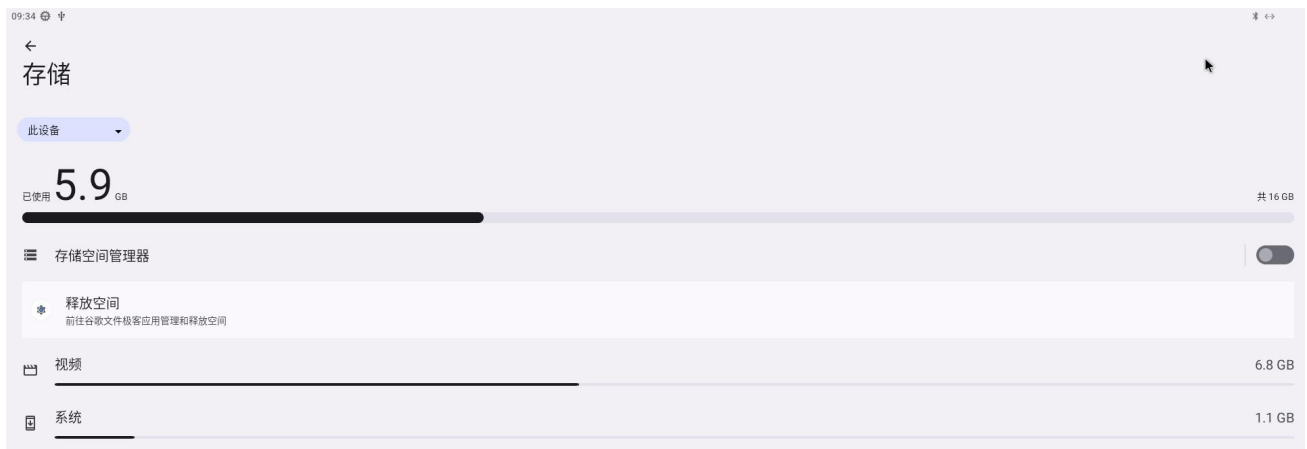 09:34
存储
此设备
已使用 5.9 GB
共 16 GB
存储空间管理器
释放空间
前往谷歌文件极客应用管理和释放空间
视频
6.8 GB
系统
1.1 GB